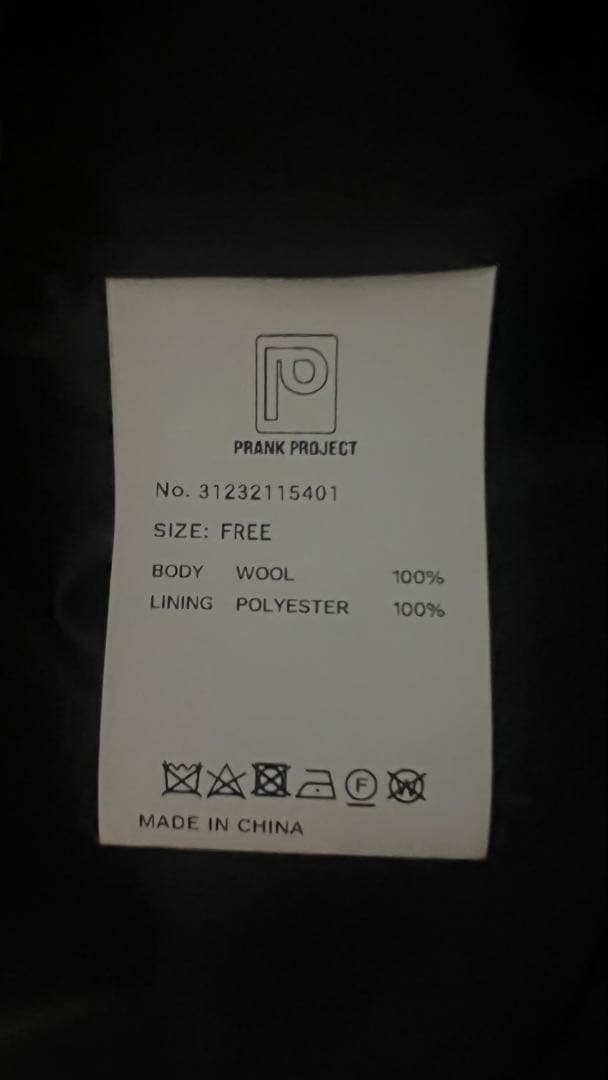 P
PRANK PROJECT
No. 31232115401
SIZE: FREE
BODY WOOL 100%
LINING POLYESTER 100%
F W
MADE IN CHINA